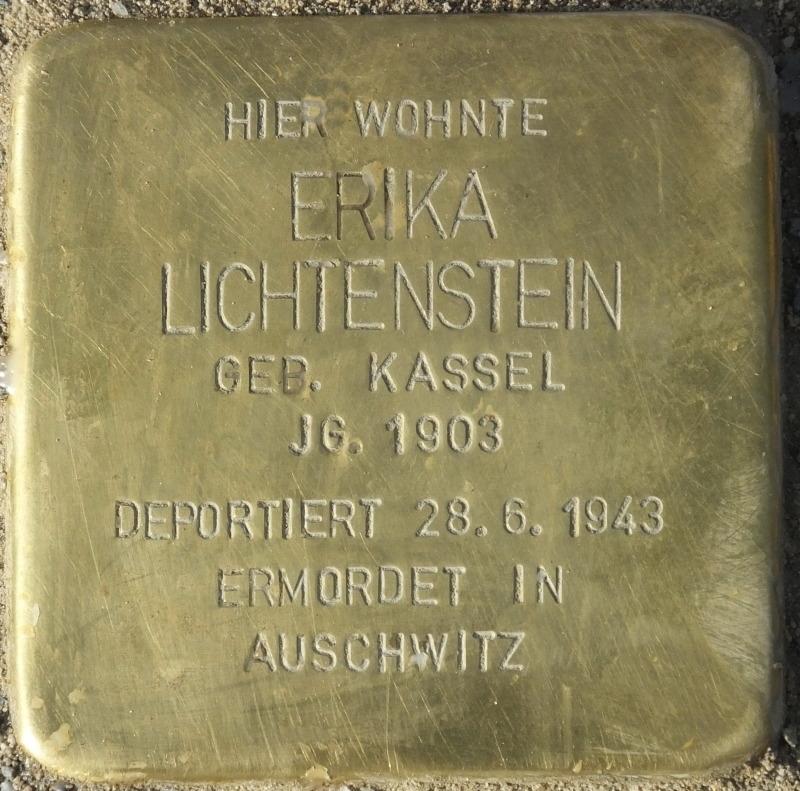 HIER WOHNTE
ERIKA
LICHTENSTEIN
GEB. KASSEL
JG. 1903
DEPORTIERT 28.6.1943
ERMORDET IN
AUSCHWITZ